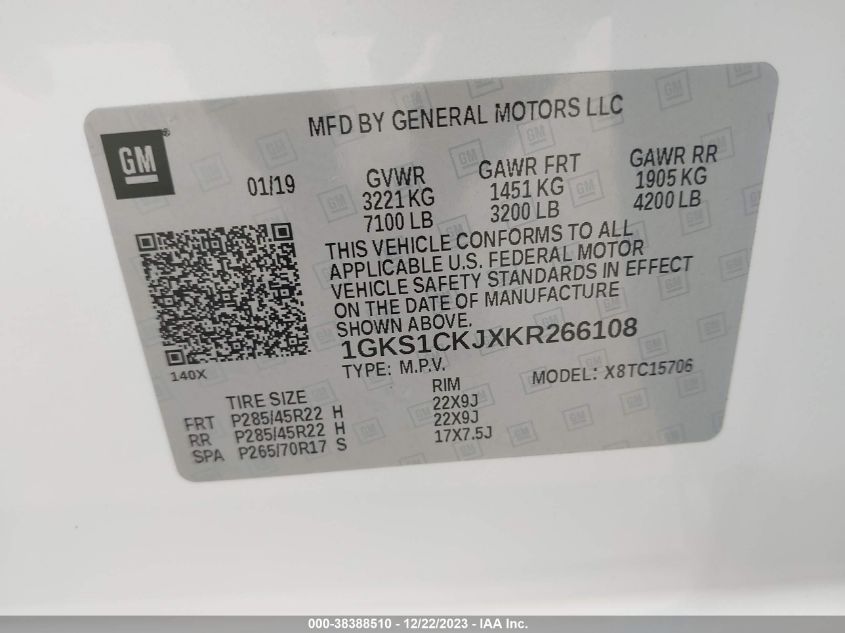 MFD BY GENERAL MOTORS LLC
GM®
01/19
GVWR
3221 KG
7100 LB
GAWR FRT
1451 KG
3200 LB
GAWR RR
1905 KG
4200 LB
THIS VEHICLE CONFORMS TO ALL
APPLICABLE U.S. FEDERAL MOTOR
VEHICLE SAFETY STANDARDS IN EFFECT
ON THE DATE OF MANUFACTURE
SHOWN ABOVE.
1GKS1CKJXKR266108
140X
TYPE: M.P.V.
MODEL: X8TC15706
TIRE SIZE RIM
FRT P285/45R22 H 22X9J
RR P285/45R22 H 22X9J
SPA P265/70R17 S 17X7.5J
000-38388510 - 12/22/2023 - IAA Inc.